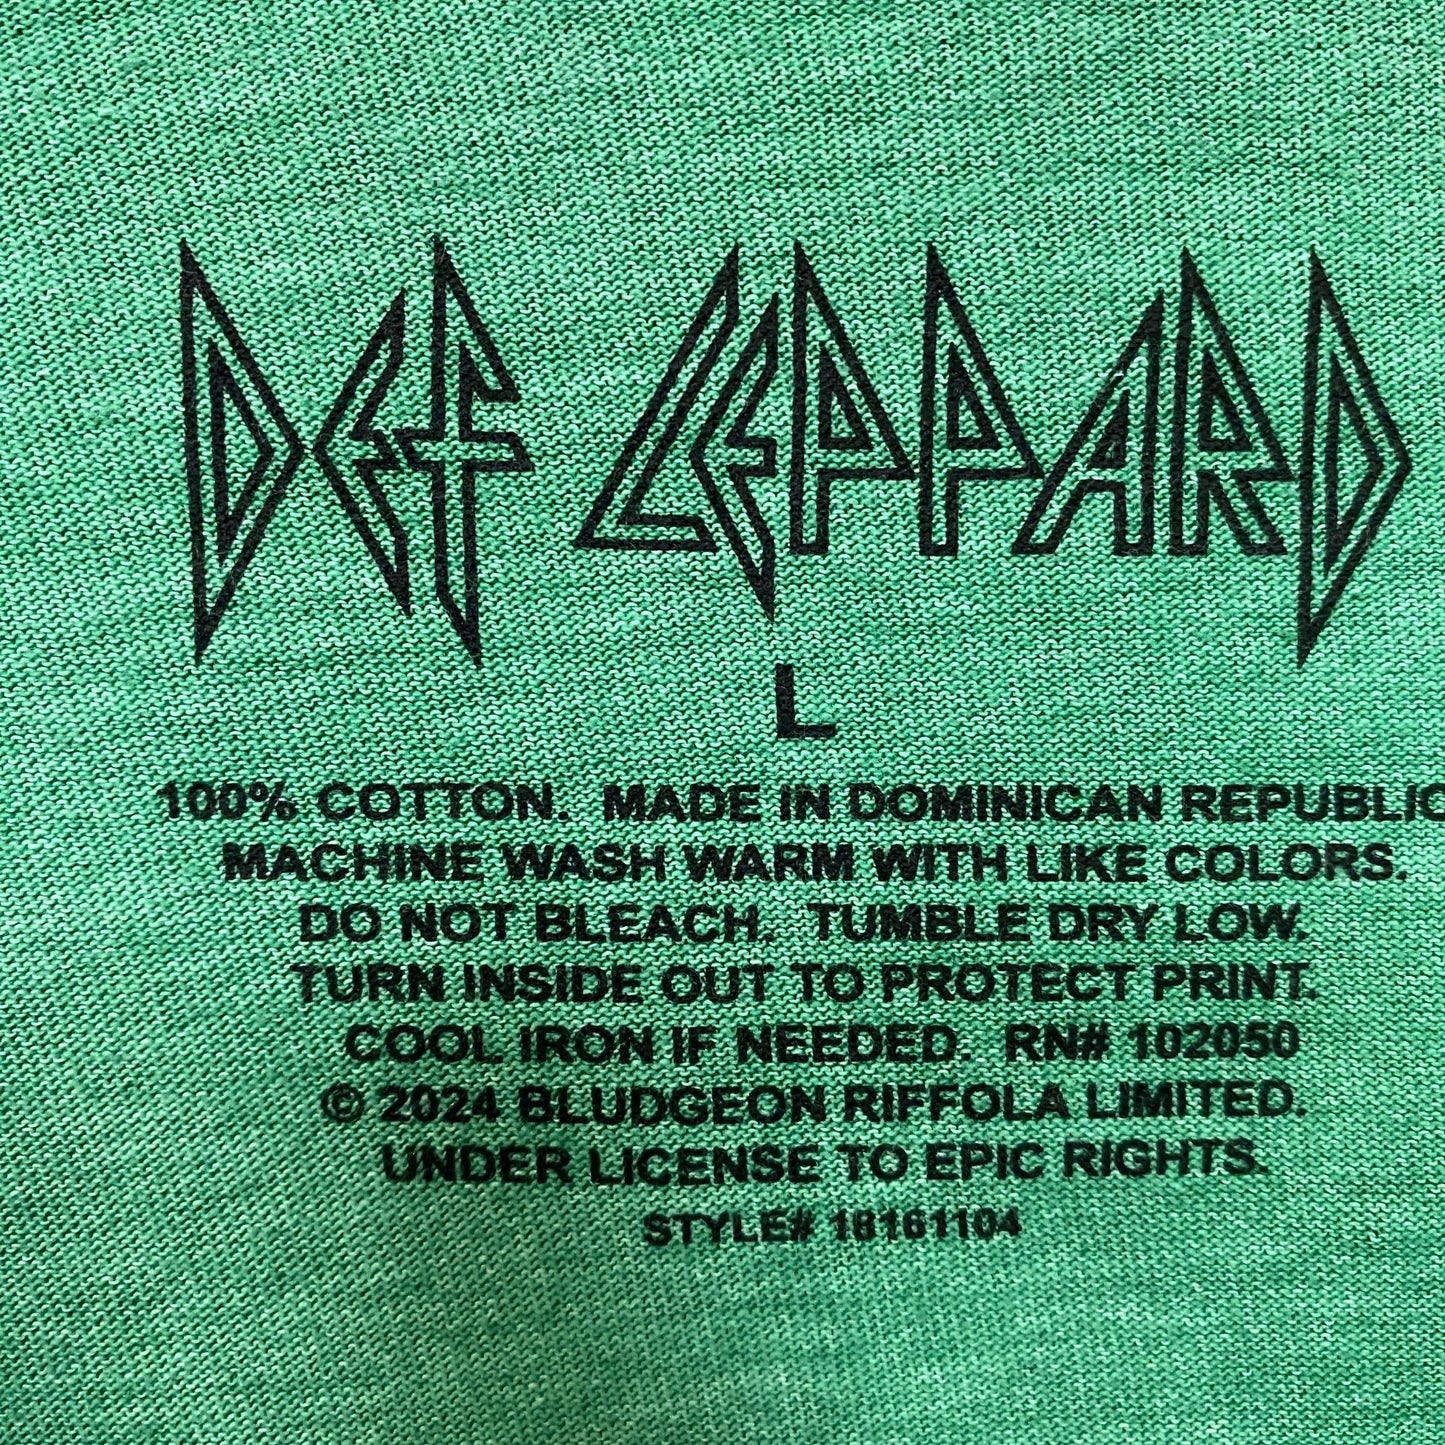 DEF LEPPARD
L
100% COTTON. MADE IN DOMINICAN REPUBLIC
MACHINE WASH WARM WITH LIKE COLORS.
DO NOT BLEACH. TUMBLE DRY LOW.
TURN INSIDE OUT TO PROTECT PRINT.
COOL IRON IF NEEDED. RN# 102050
© 2024 BLUDGEON RIFFOLA LIMITED.
UNDER LICENSE TO EPIC RIGHTS.
STYLE# 18161104